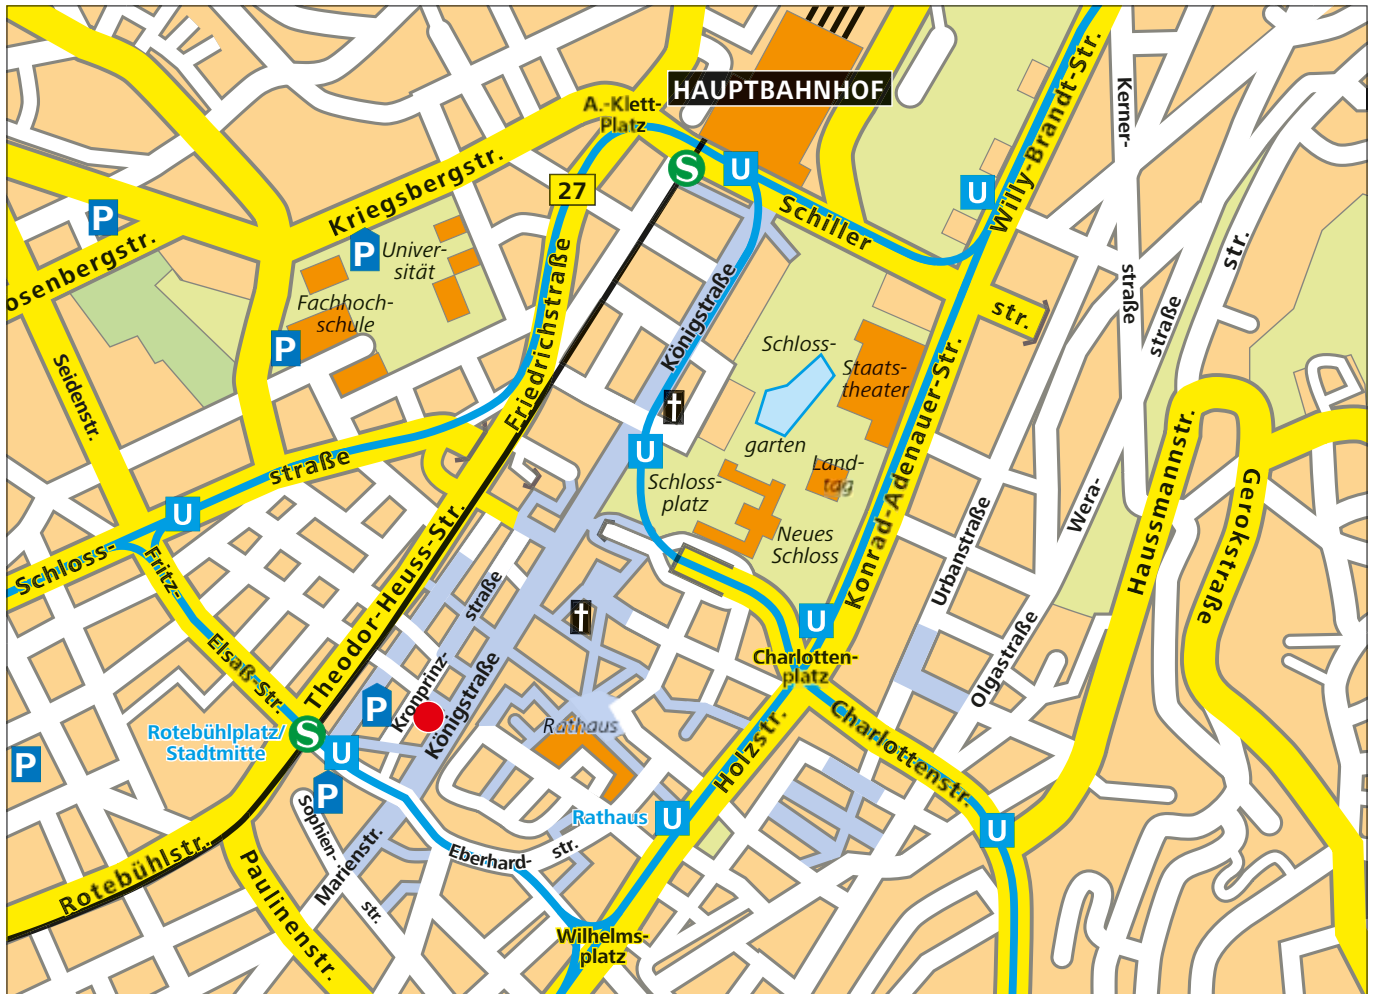 HAUPTBAHNHOF
A.-Klett-
Platz
S
U
27
Kriegsbergstr.
Schiller
str.
U
Willy-Brandt-Str.
Kerner-
straße
straße
str.
P
osenbergstr.
P
Univer-
sität
Fachhoch-
schule
P
Friedrichstraße
Königstraße
Schloss-
garten
Staats-
theater
Konrad-Adenauer-Str.
Seidenstr.
U
Schloss-
platz
Land-
tag
Neues
Schloss
Haussmannstr.
Gerokstraße
Wera-
Urbanstraße
Olgastraße
straße
U
Schloss-
Fritz-
Elsaß-Str.
Theodor-Heuss-Str.
straße
Kronprinz-
Königstraße
U
Charlotten-
platz
Charlottenstr.
Holzstr.
P
Rotebühlplatz/
Stadtmitte
S
U
P
P
Rathaus
Rathaus
U
U
Sophien-
str.
Marienstr.
Eberhard-
str.
Rotebühlstr.
Paulinenstr.
Wilhelms-
platz